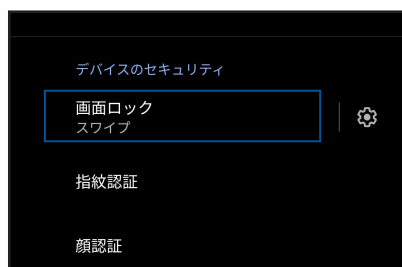 デバイスのセキュリティ
画面ロック
スワイプ
指紋認証
顔認証